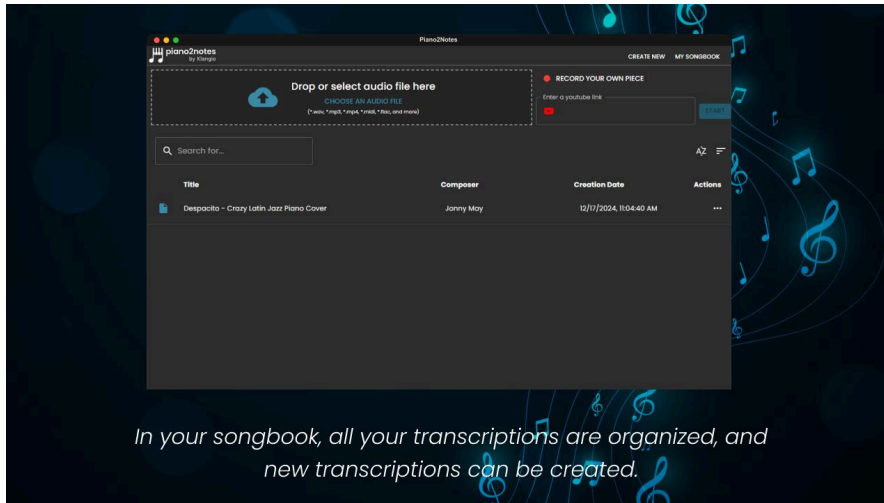 Piano2Notes
piano2notes
by Klangio
CREATE NEW MY SONGBOOK
Drop or select audio file here
CHOOSE AN AUDIO FILE
(*.wav, *.mp3, *.mp4, *.midi, *.flac, and more)
RECORD YOUR OWN PIECE
Enter a youtube link
START
Search for...
AZ
Title Composer Creation Date Actions
Despacito - Crazy Latin Jazz Piano Cover Jonny May 12/17/2024, 11:04:40 AM ...
In your songbook, all your transcriptions are organized, and
new transcriptions can be created.